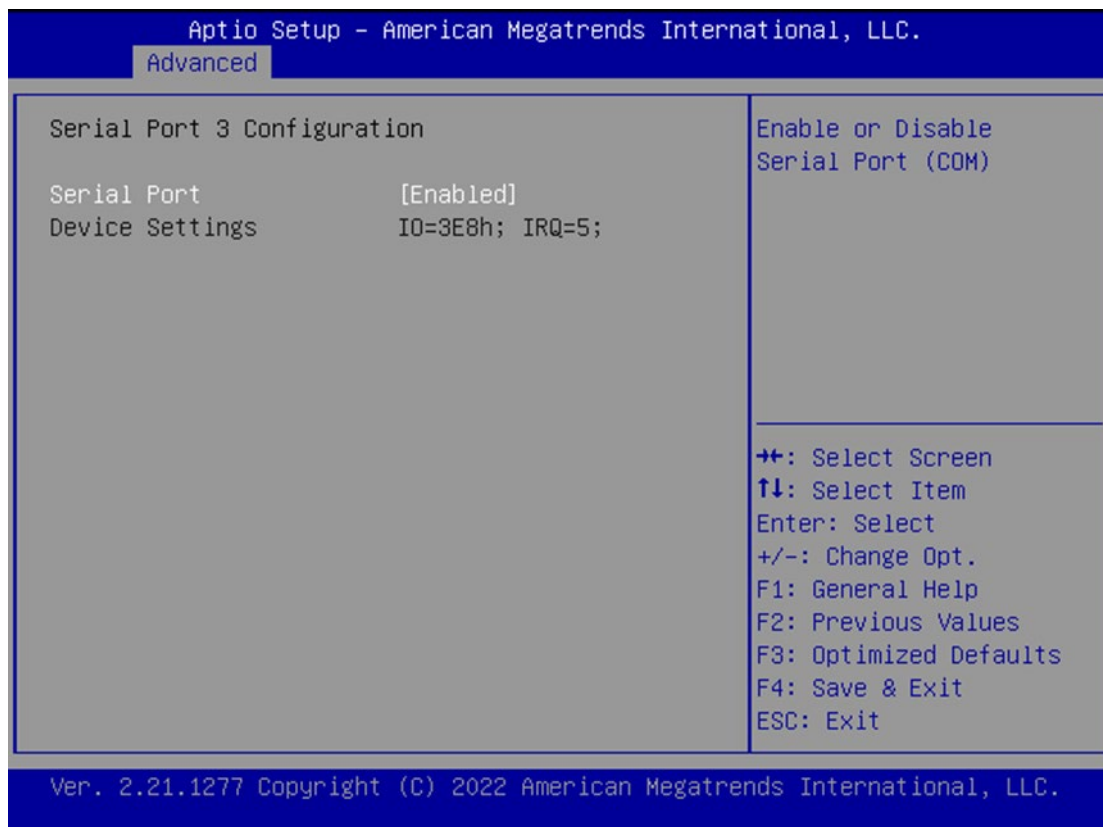 Aptio Setup – American Megatrends International, LLC.
Advanced
Serial Port 3 Configuration
Serial Port [Enabled]
Device Settings IO=3E8h; IRQ=5;
Enable or Disable
Serial Port (COM)
→←: Select Screen
↑↓: Select Item
Enter: Select
+/-: Change Opt.
F1: General Help
F2: Previous Values
F3: Optimized Defaults
F4: Save & Exit
ESC: Exit
Ver. 2.21.1277 Copyright (C) 2022 American Megatrends International, LLC.